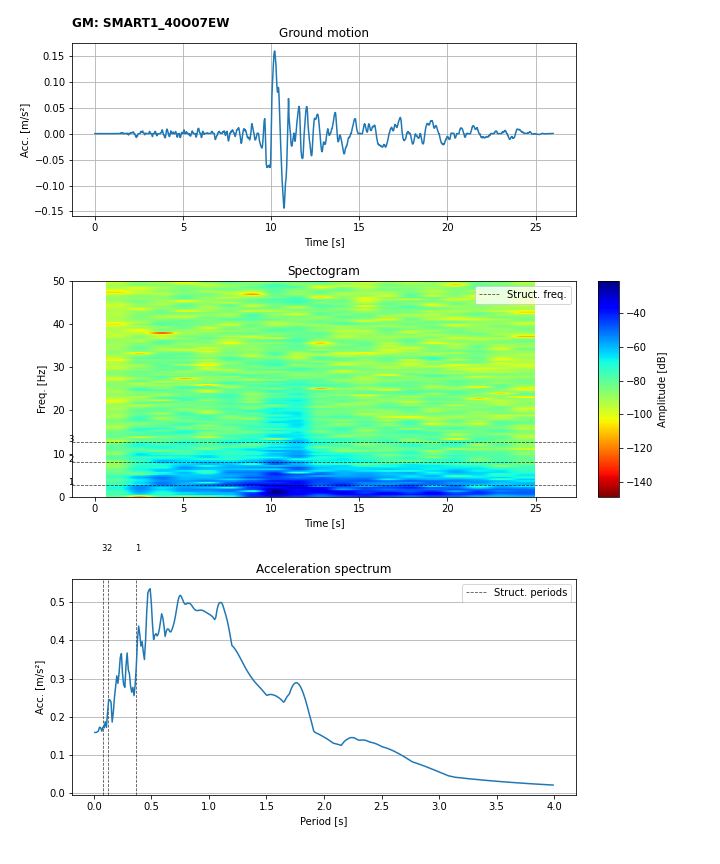 GM: SMART1_40O07EW
Ground motion
Acc. [m/s²]
0.15
0.10
0.05
0.00
−0.05
−0.10
−0.15
0 5 10 15 20 25
Time [s]
Spectogram
Struct. freq.
Freq. [Hz]
50
40
30
20
10
0
3
2
1
0 5 10 15 20 25
Time [s]
−40
−60
−80
−100
−120
−140
Amplitude [dB]
32 1
Acceleration spectrum
Struct. periods
Acc. [m/s²]
0.5
0.4
0.3
0.2
0.1
0.0
0.0 0.5 1.0 1.5 2.0 2.5 3.0 3.5 4.0
Period [s]